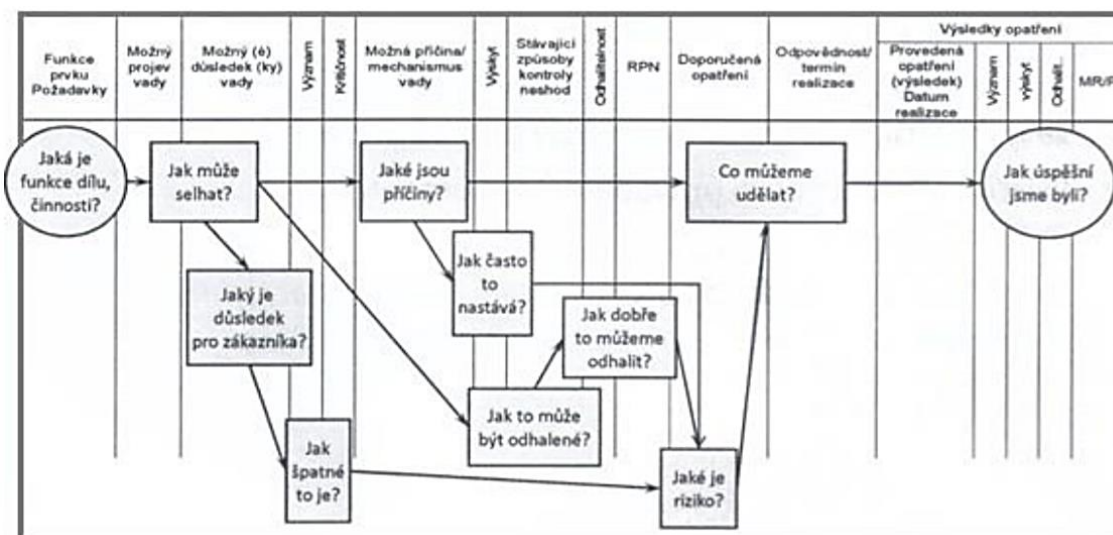 Výsledky opatření
Funkce
prvku
Požadavky
Možný
projev
vady
Možný (é)
důsledek (ky)
vady
Význam
Kritičnost
Možná příčina/
mechanismus
vady
Výskyt
Stávající
způsoby
kontroly
neshod
Odhalitelnost
RPN
Doporučená
opatření
Odpovědnost/
termín
realizace
Provedená
opatření
(výsledek)
Datum
realizace
Význam
výskyt
Odhalit..
MR/P
Jaká je
funkce dílu,
činnosti?
Jak může
selhat?
Jaké jsou
příčiny?
Co můžeme
udělat?
Jak úspěšní
jsme byli?
Jak často
to
nastává?
Jaký je
důsledek
pro zákazníka?
Jak dobře
to můžeme
odhalit?
Jak to může
být odhalené?
Jak
špatné
to je?
Jaké je
riziko?